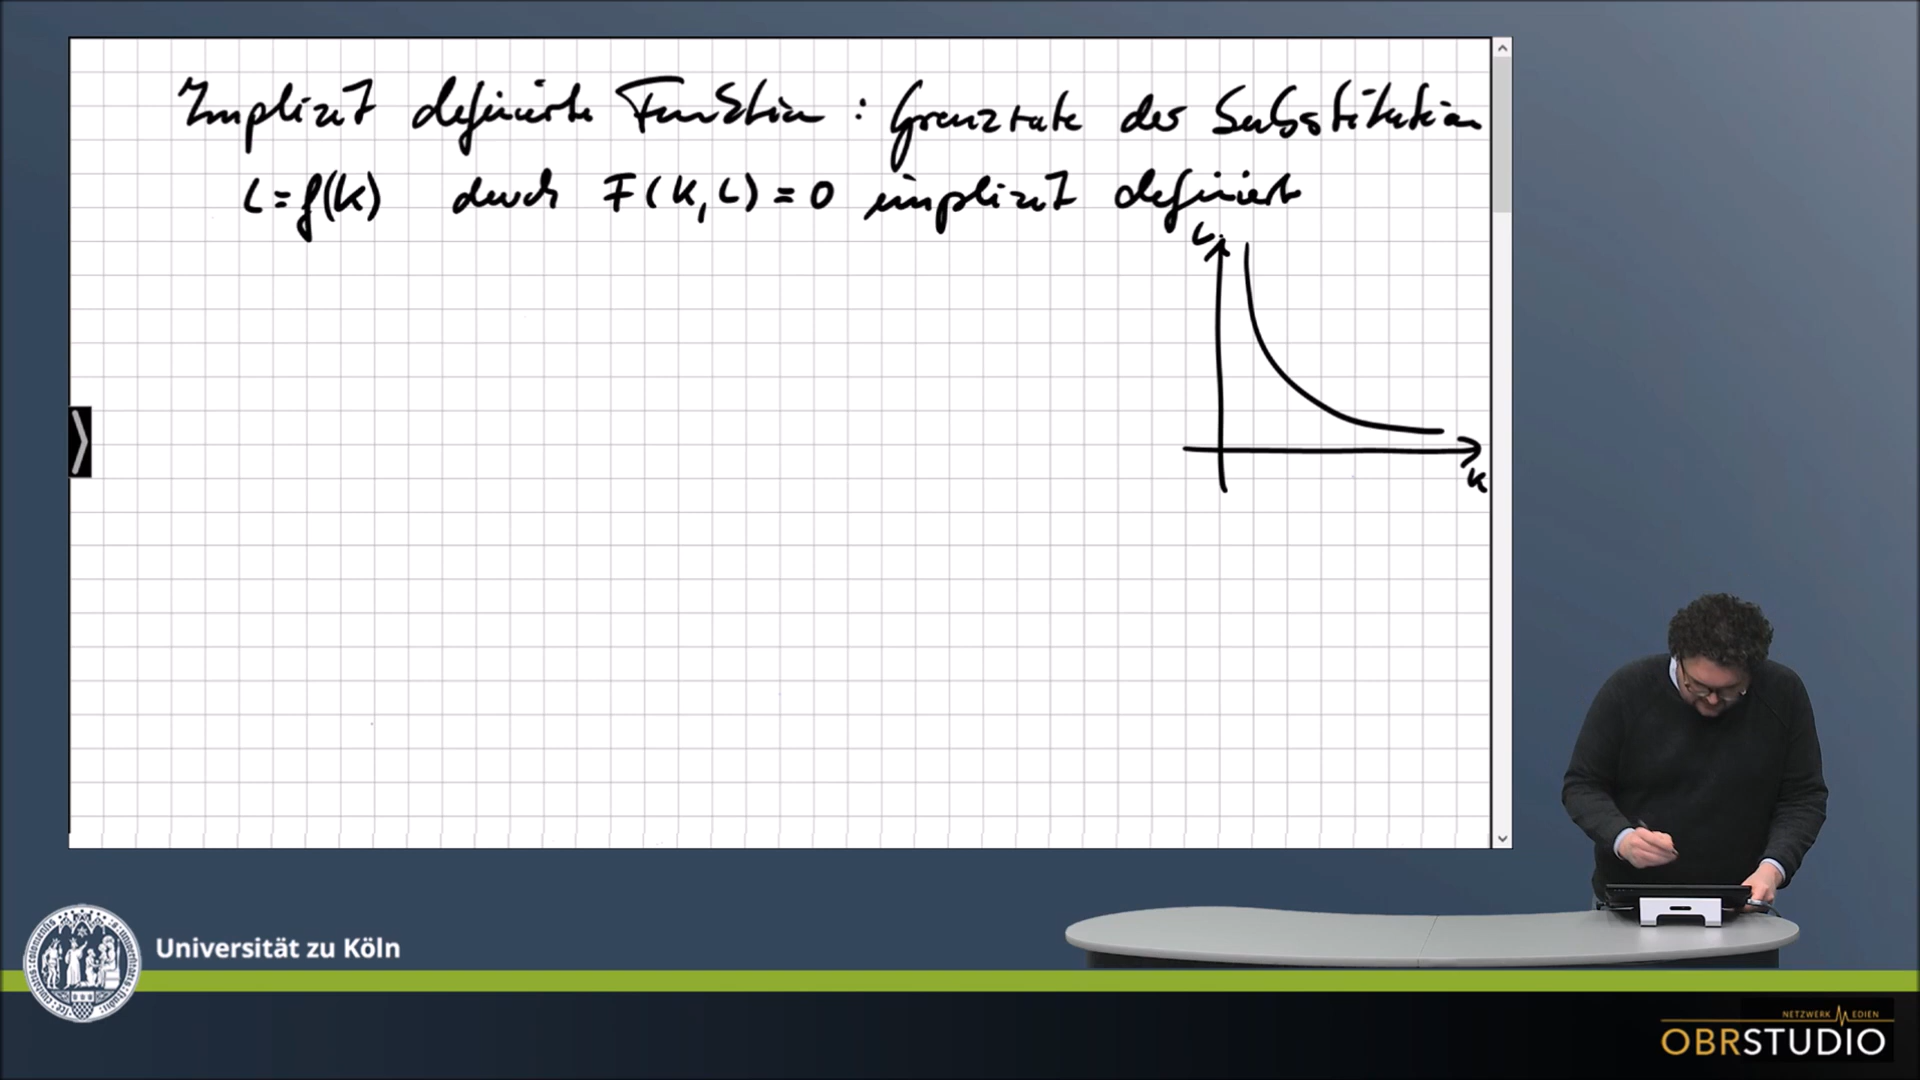 Implizit definierte Funktion : Grenzrate der Substitution
L = f(K) durch F(K, L) = 0 implizit definiert
L
K
Universität zu Köln
NETZWERK MEDIEN
OBRSTUDIO